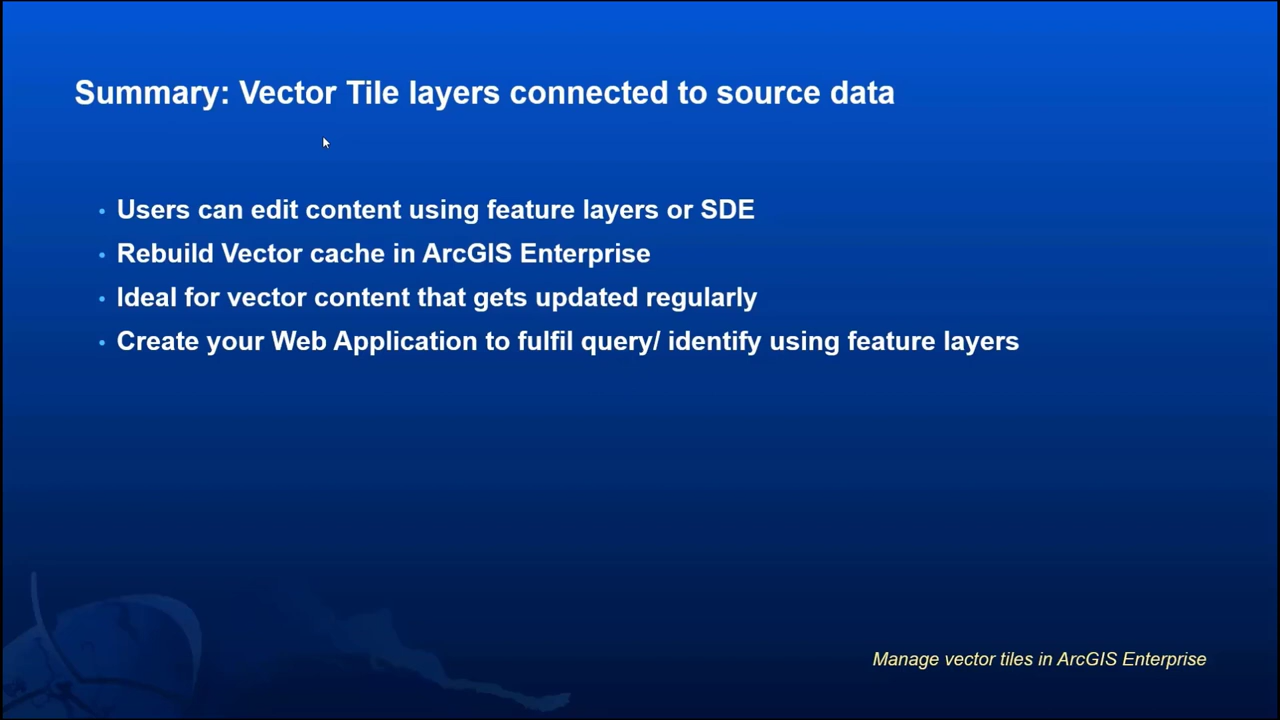 Summary: Vector Tile layers connected to source data
• Users can edit content using feature layers or SDE
• Rebuild Vector cache in ArcGIS Enterprise
• Ideal for vector content that gets updated regularly
• Create your Web Application to fulfil query/ identify using feature layers
Manage vector tiles in ArcGIS Enterprise